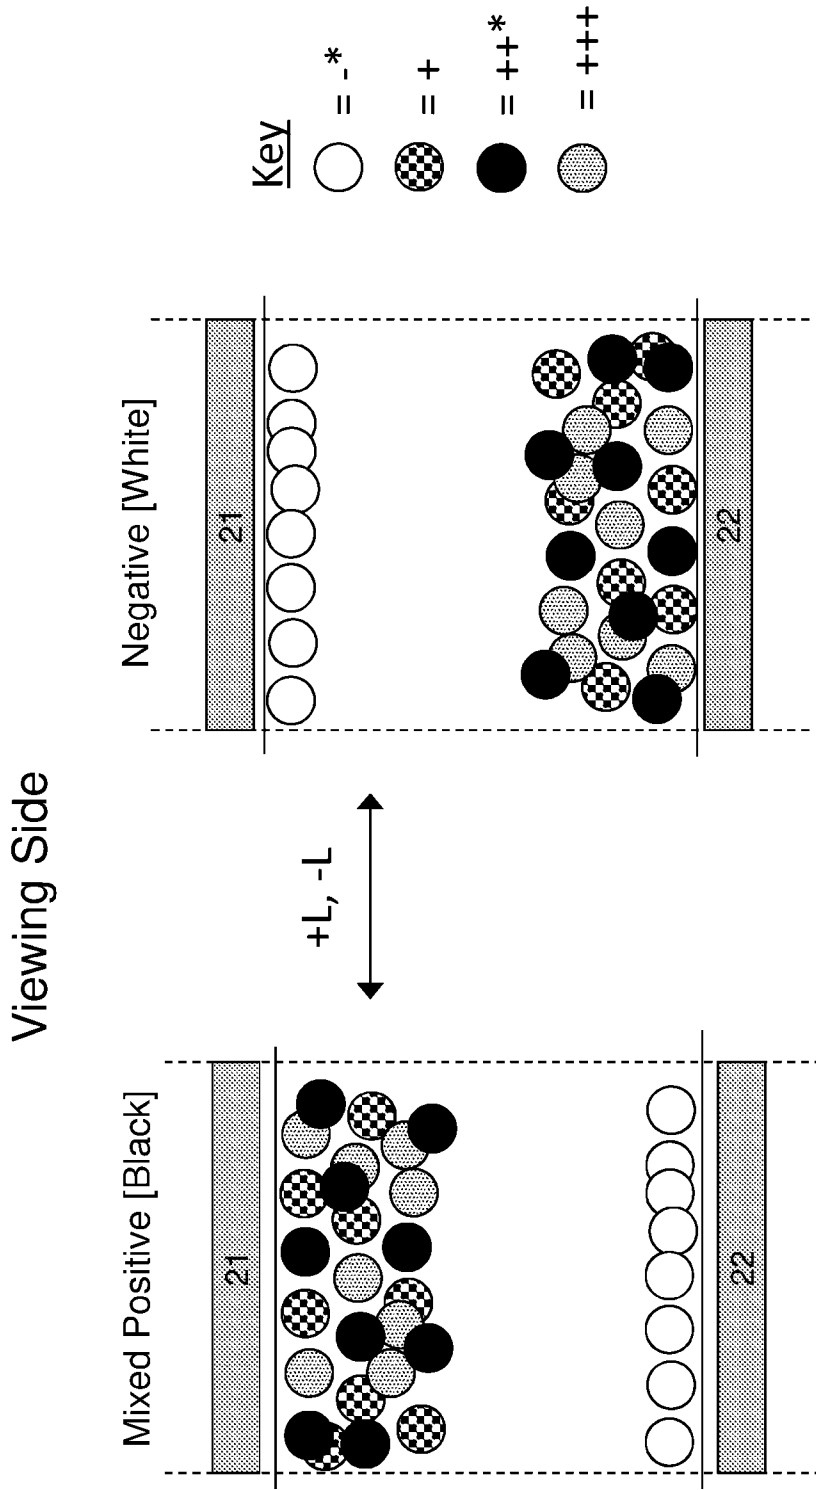 Viewing Side
Mixed Positive [Black]
Negative [White]
21
21
+L, -L
22
22
Key
= -*
= +
= ++*
= +++